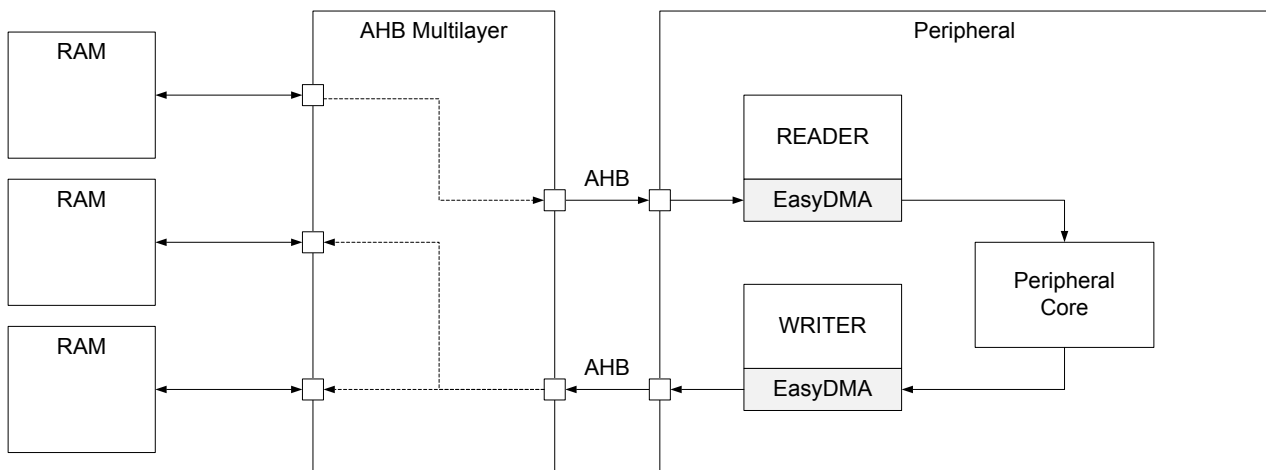 RAM
AHB Multilayer
Peripheral
READER
EasyDMA
AHB
RAM
Peripheral
Core
WRITER
EasyDMA
AHB
RAM